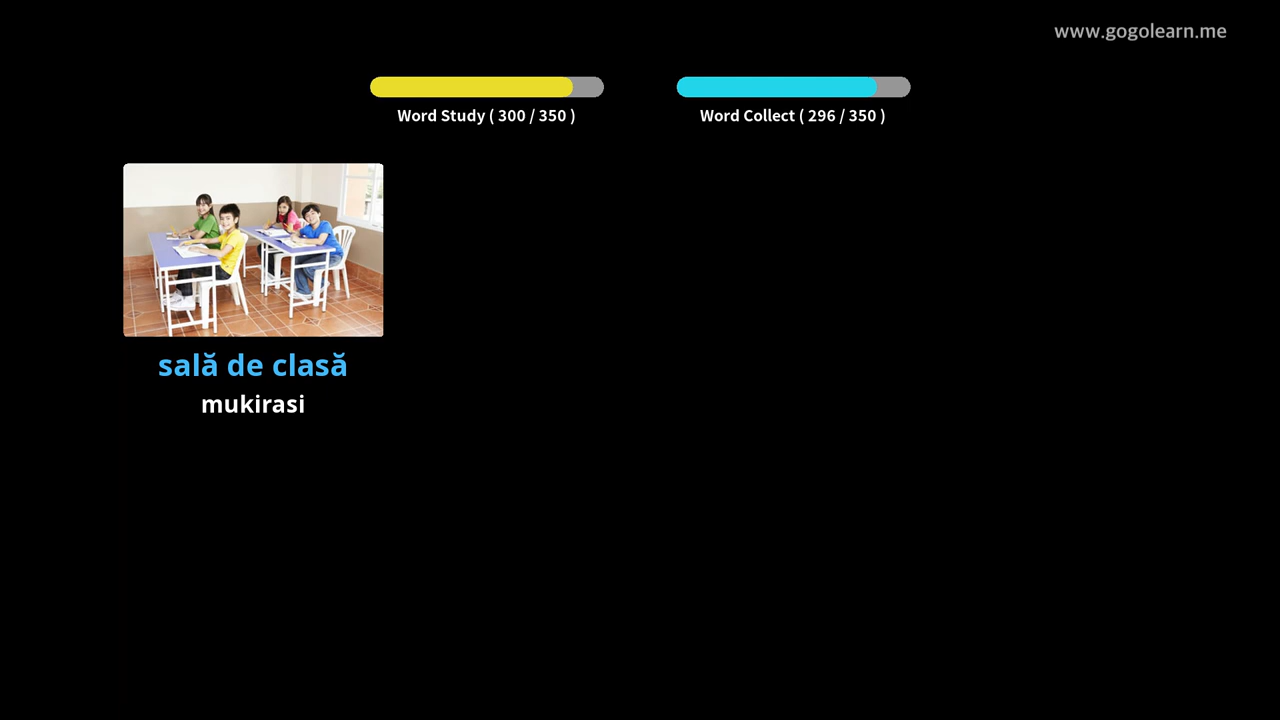 www.gogolearn.me
Word Study ( 300 / 350 )
Word Collect ( 296 / 350 )
sală de clasă
mukirasi